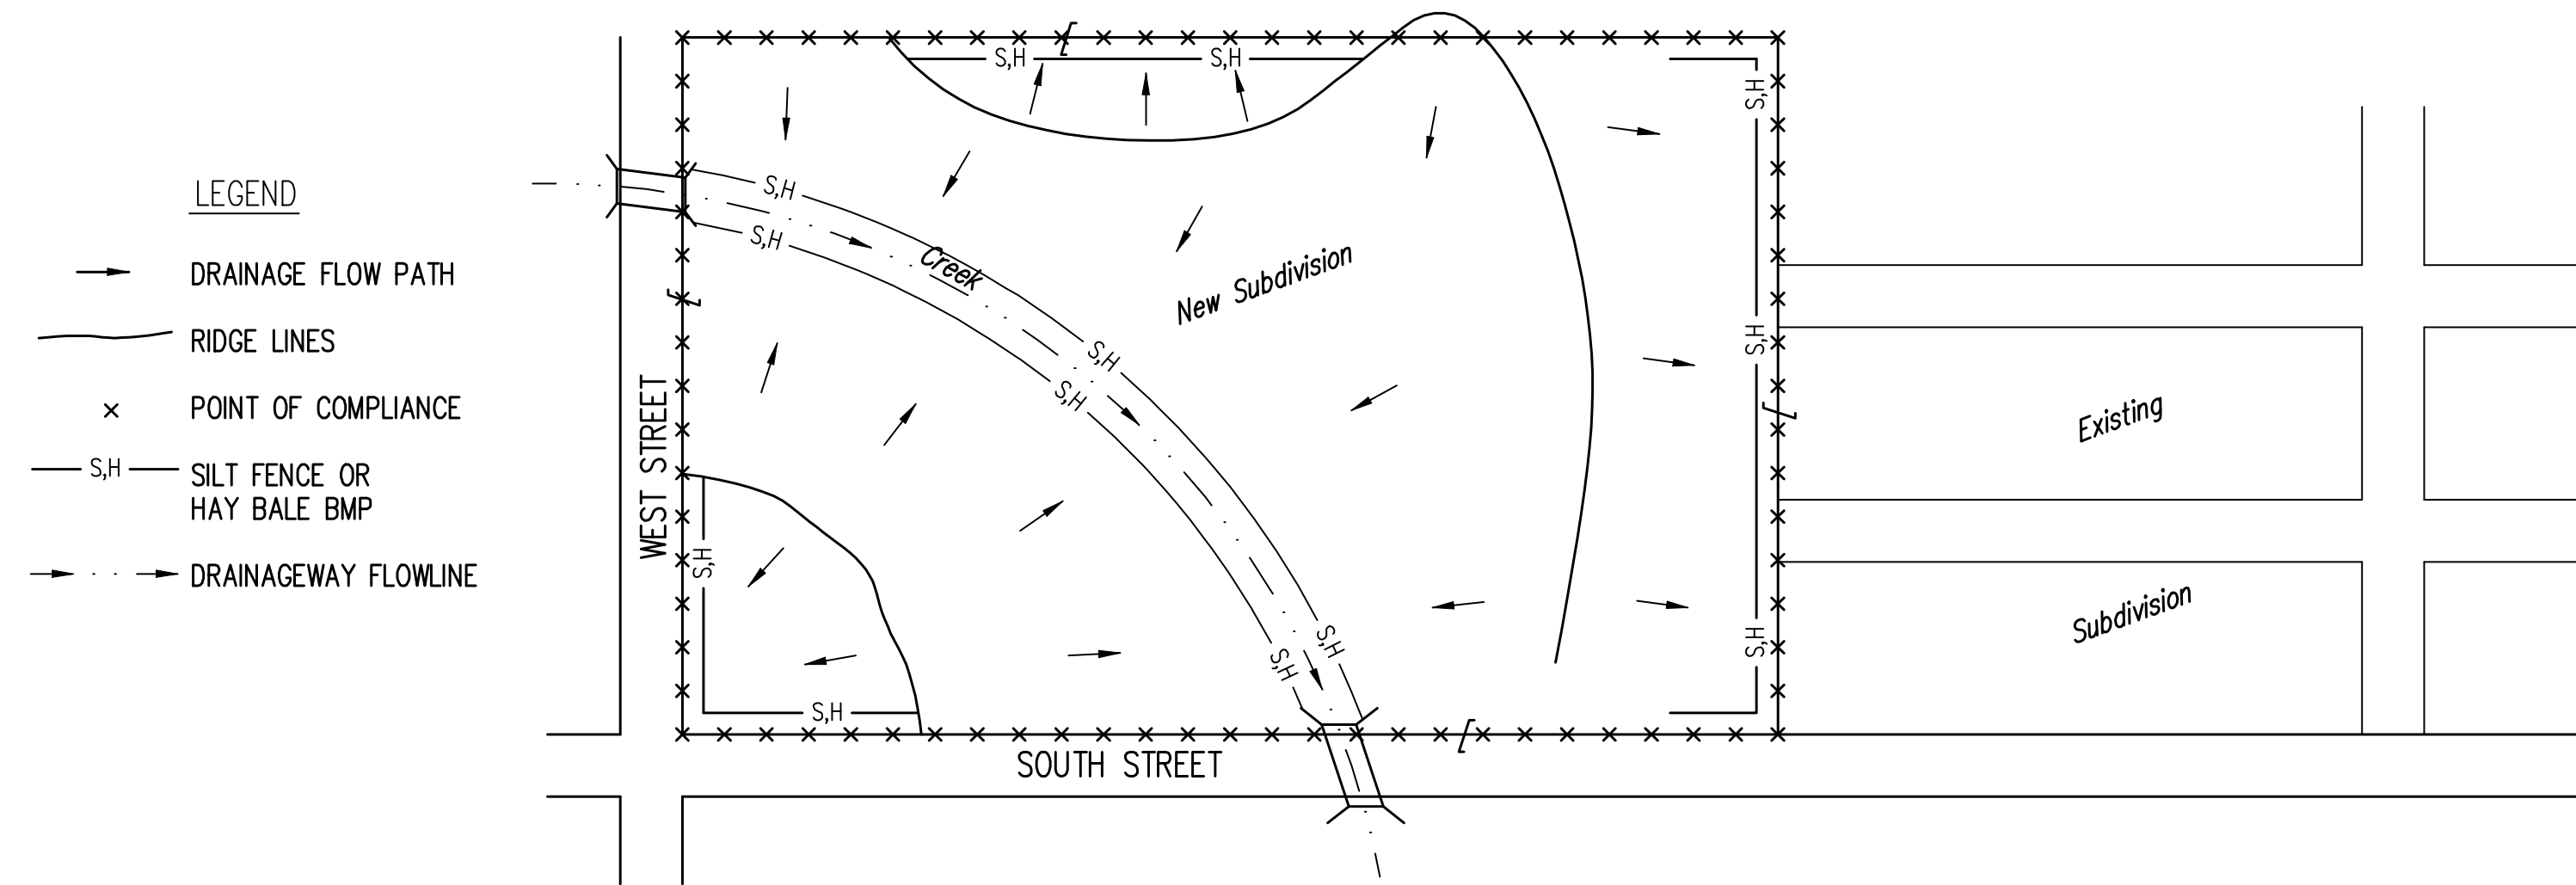 LEGEND
DRAINAGE FLOW PATH
RIDGE LINES
POINT OF COMPLIANCE
S,H
SILT FENCE OR
HAY BALE BMP
DRAINAGEWAY FLOWLINE
S,H
S,H
S,H
S,H
S,H
Creek
New Subdivision
S,H
S,H
S,H
S,H
WEST STREET
Existing
S,H
Subdivision
S,H
S,H
S,H
S,H
SOUTH STREET